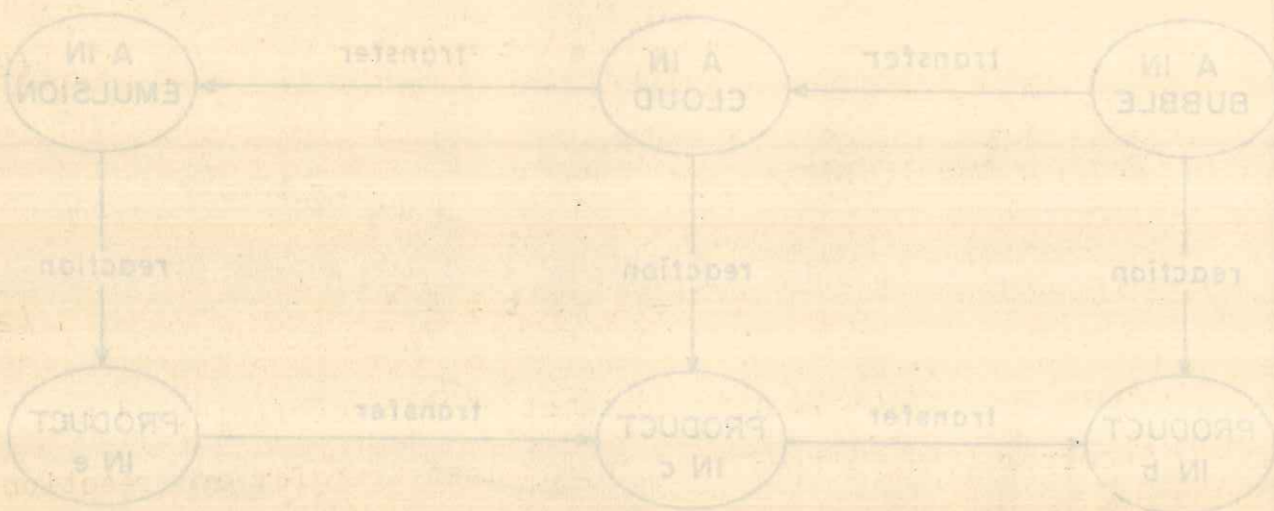 A IN
BUBBLE
transfer
A IN
CLOUD
transfer
A IN
EMULSION
reaction
reaction
reaction
PRODUCT
IN b
transfer
PRODUCT
IN c
transfer
PRODUCT
IN e